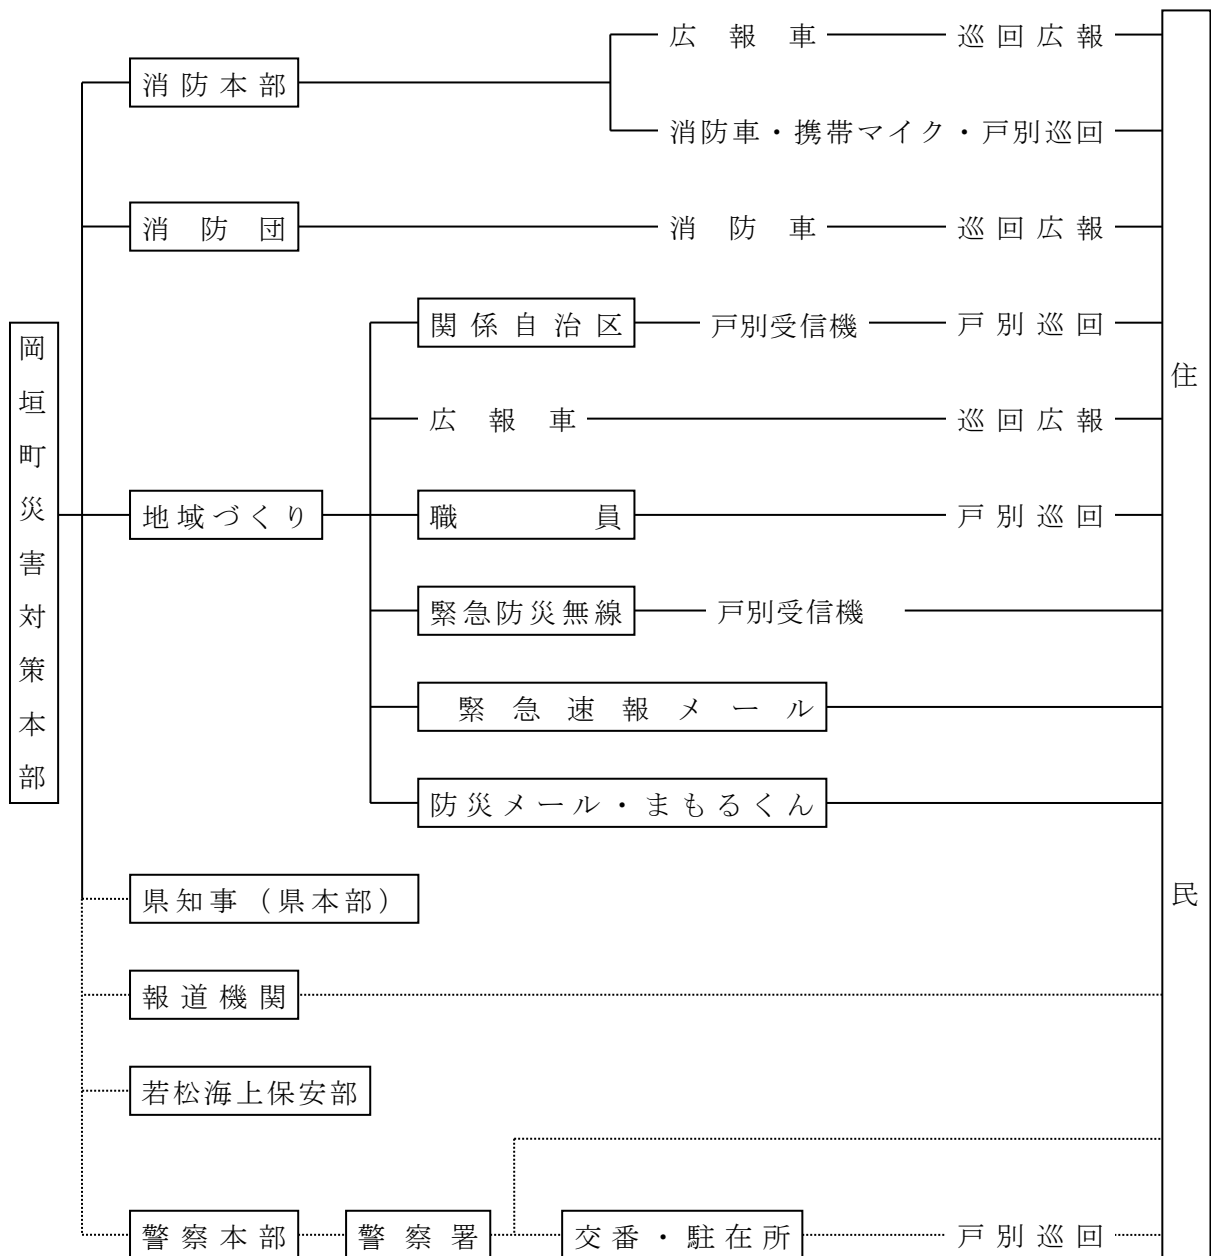 広報車 巡回広報
消防本部
消防車・携帯マイク・戸別巡回
消防団 消防車 巡回広報
関係自治区 戸別受信機 戸別巡回
広報車 巡回広報
岡垣町災害対策本部
地域づくり 職員 戸別巡回
緊急防災無線 戸別受信機
緊急速報メール
防災メール・まもるくん
県知事（県本部）
報道機関
若松海上保安部
警察本部 警察署 交番・駐在所 戸別巡回
住民